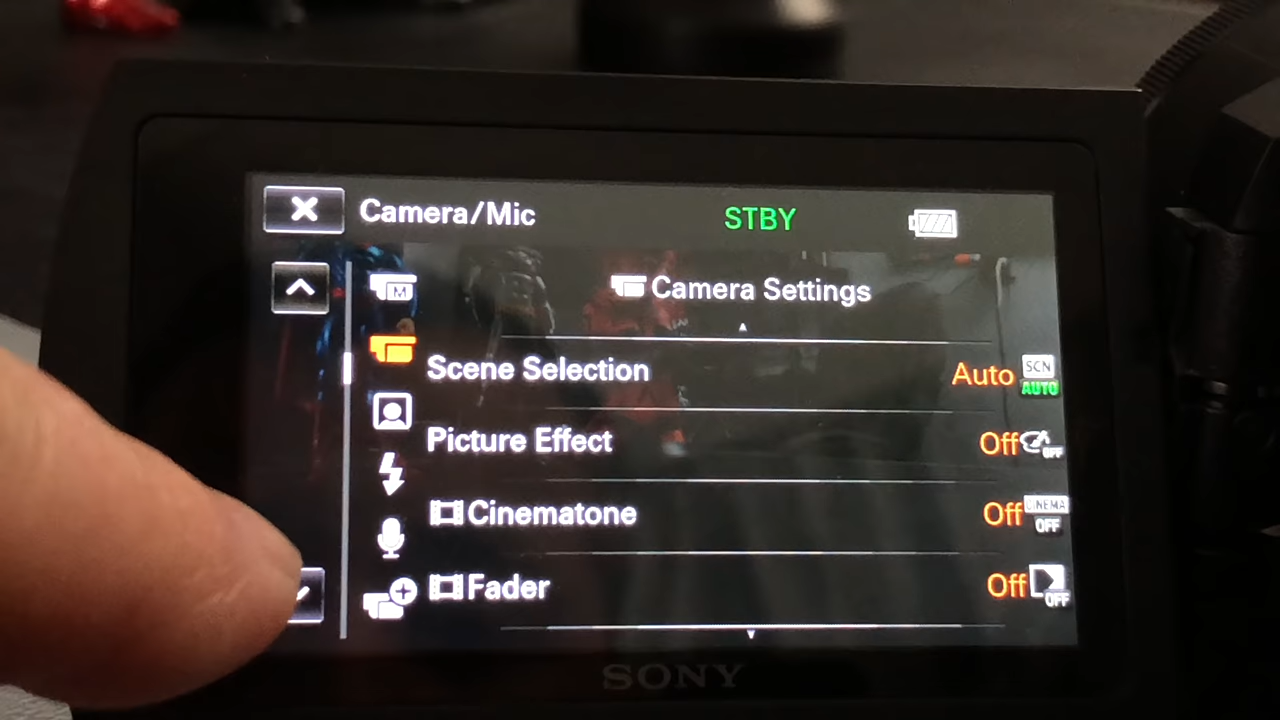 Camera/Mic STBY
M Camera Settings
Scene Selection Auto SCN AUTO
Picture Effect Off OFF
Cinematone Off CINEMA OFF
Fader Off OFF
SONY